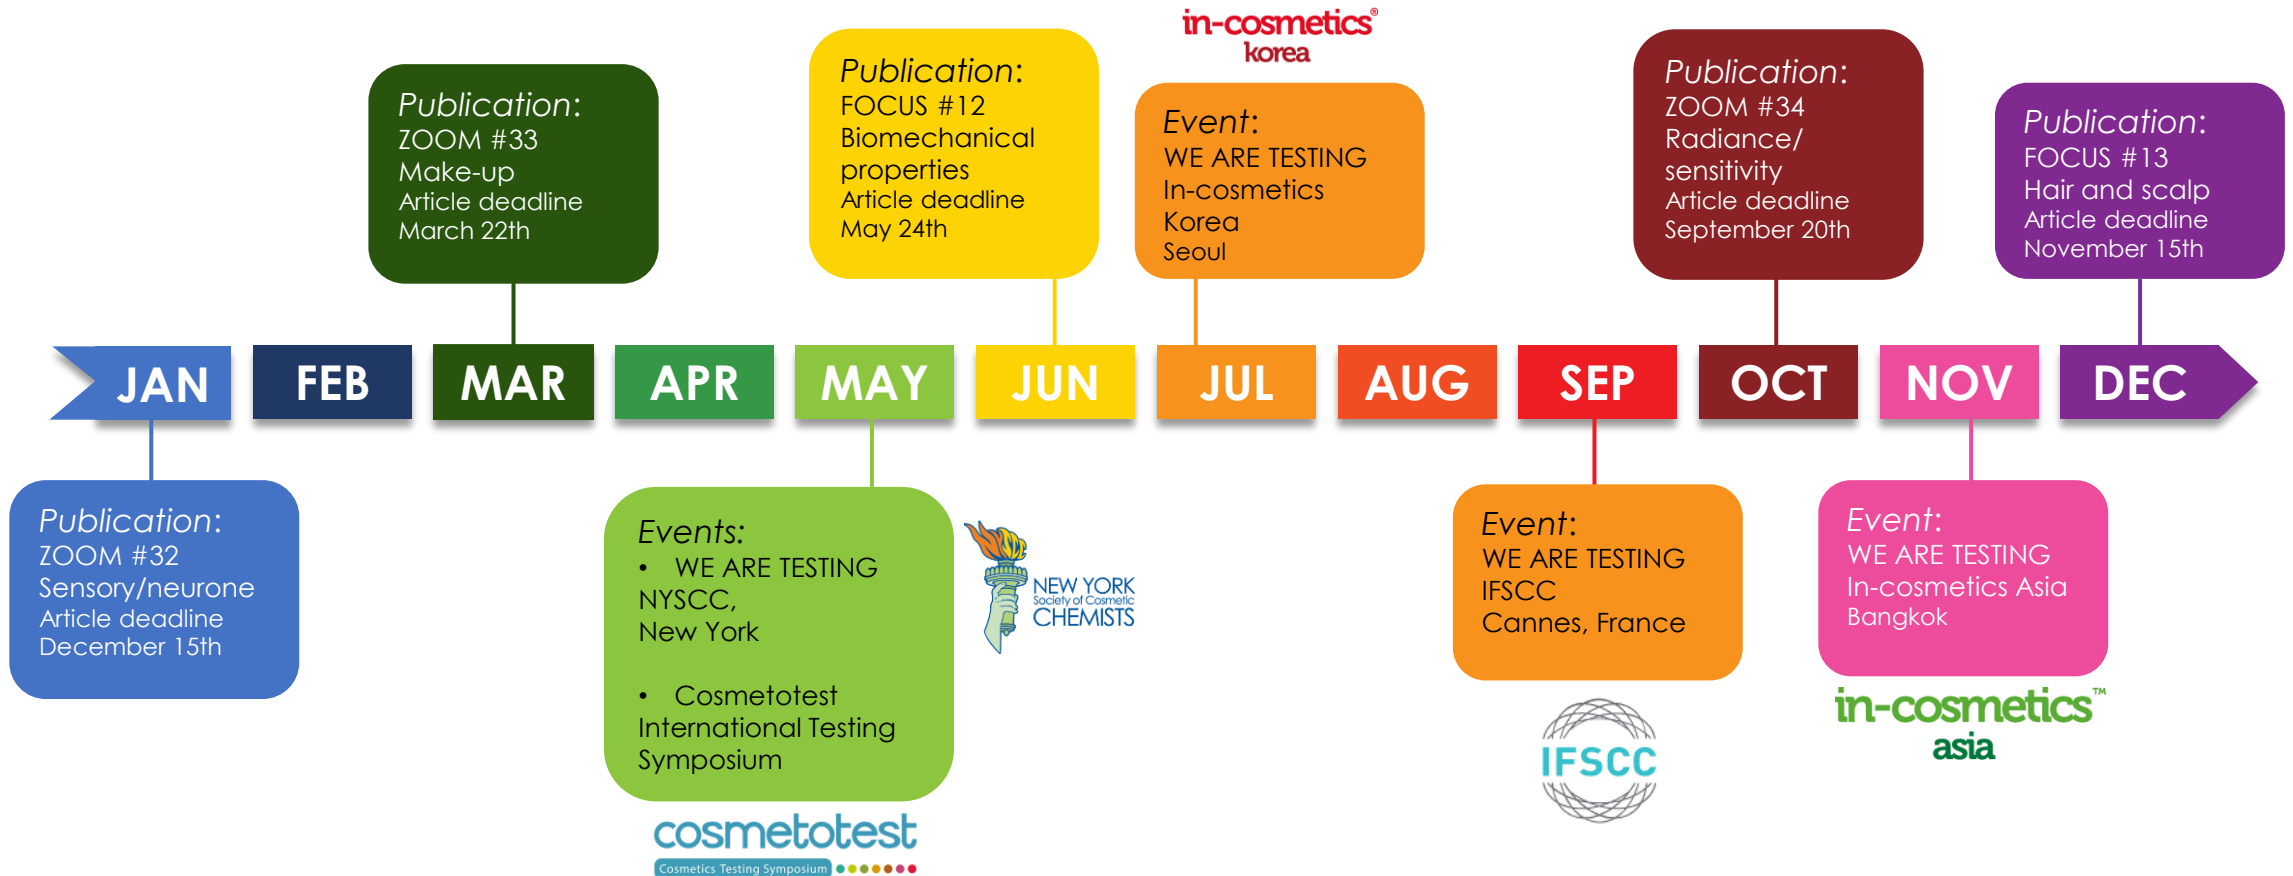 in-cosmetics®
korea
Publication:
ZOOM #33
Make-up
Article deadline
March 22th
Publication:
FOCUS #12
Biomechanical
properties
Article deadline
May 24th
Event:
WE ARE TESTING
In-cosmetics
Korea
Seoul
Publication:
ZOOM #34
Radiance/
sensitivity
Article deadline
September 20th
Publication:
FOCUS #13
Hair and scalp
Article deadline
November 15th
JAN
FEB
MAR
APR
MAY
JUN
JUL
AUG
SEP
OCT
NOV
DEC
Publication:
ZOOM #32
Sensory/neurone
Article deadline
December 15th
Events:
• WE ARE TESTING
NYSCC,
New York
• Cosmetotest
International Testing
Symposium
NEW YORK
Society of Cosmetic
CHEMISTS
cosmetotest
Cosmetics Testing Symposium
Event:
WE ARE TESTING
IFSCC
Cannes, France
IFSCC
Event:
WE ARE TESTING
In-cosmetics Asia
Bangkok
in-cosmetics™
asia